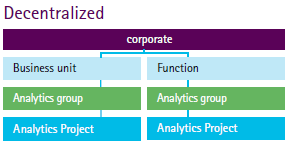 Decentralized
corporate
Business unit Function
Analytics group Analytics group
Analytics Project Analytics Project